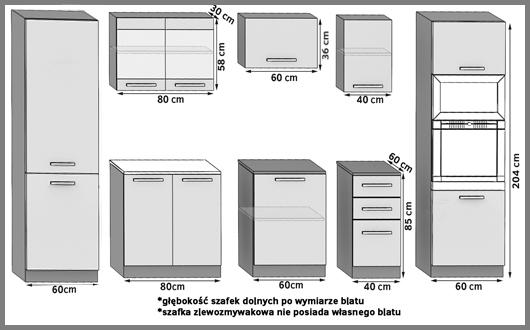 30 cm
58 cm
80 cm
36 cm
60 cm
40 cm
60 cm
85 cm
204 cm
60cm
80cm
60cm
40 cm
60 cm
*głębokość szafek dolnych po wymiarze blatu
*szafka zlewozmywakowa nie posiada własnego blatu